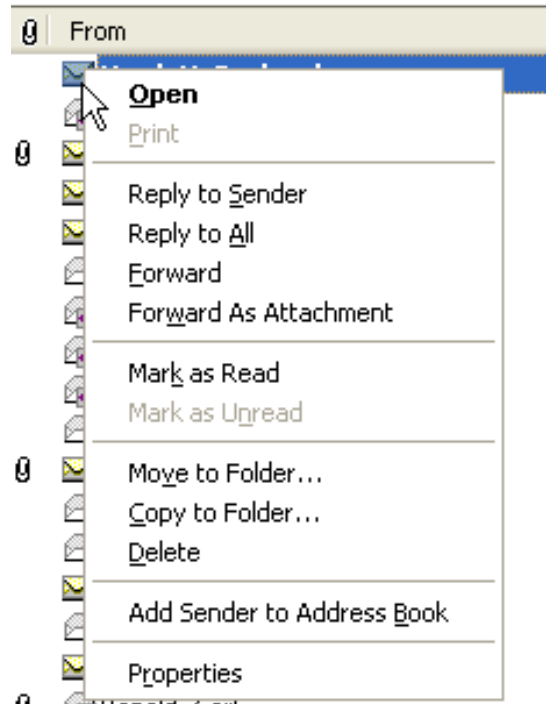 From
Open
Print
Reply to Sender
Reply to All
Forward
Forward As Attachment
Mark as Read
Mark as Unread
Move to Folder...
Copy to Folder...
Delete
Add Sender to Address Book
Properties